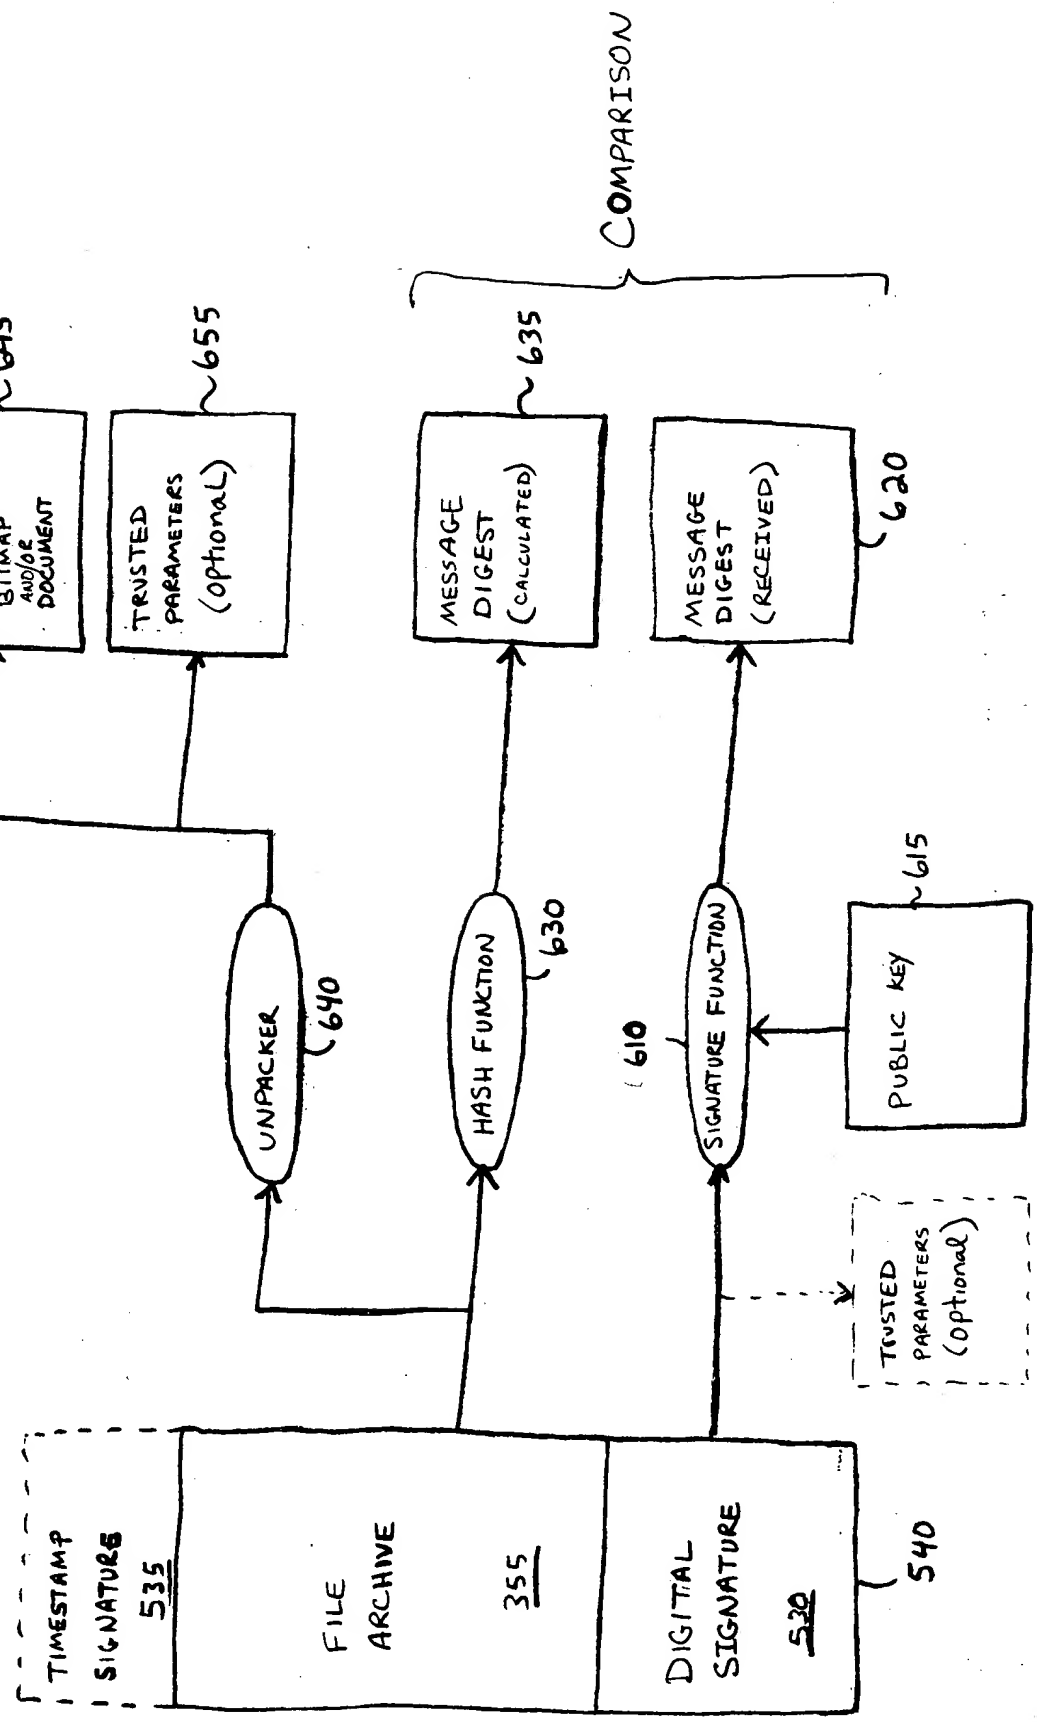 TIMESTAMP
SIGNATURE
535
FILE
ARCHIVE
355
DIGITIAL
SIGNATURE
530
540
UNPACKER
640
HASH FUNCTION
630
610
SIGNATURE FUNCTION
PUBLIC KEY
615
TRUSTED
PARAMETERS
(optional)
BITMAP
AND/OR
DOCUMENT
645
TRUSTED
PARAMETERS
(optional)
655
MESSAGE
DIGEST
(CALCULATED)
635
MESSAGE
DIGEST
(RECEIVED)
620
COMPARISON